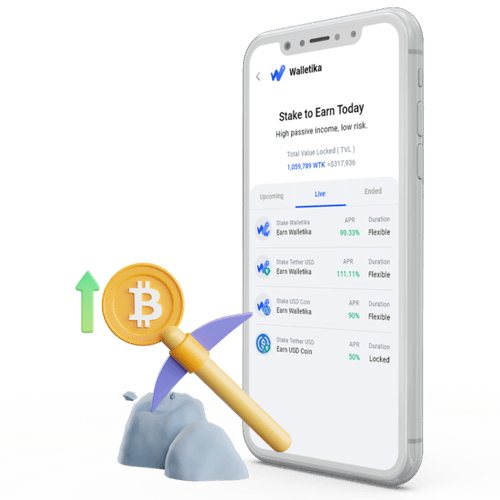 Walletika
Stake to Earn Today
High passive income, low risk.
Total Value Locked ( TVL )
1,059,789 WTK ≈$317,936
Upcoming Live Ended
Stake Walletika APR Duration
Earn Walletika 99.33% Flexible
Stake Tether USD APR Duration
Earn Walletika 111.11% Flexible
Stake USD Coin APR Duration
Earn Walletika 90% Flexible
Stake Tether USD APR Duration
Earn USD Coin 50% Locked